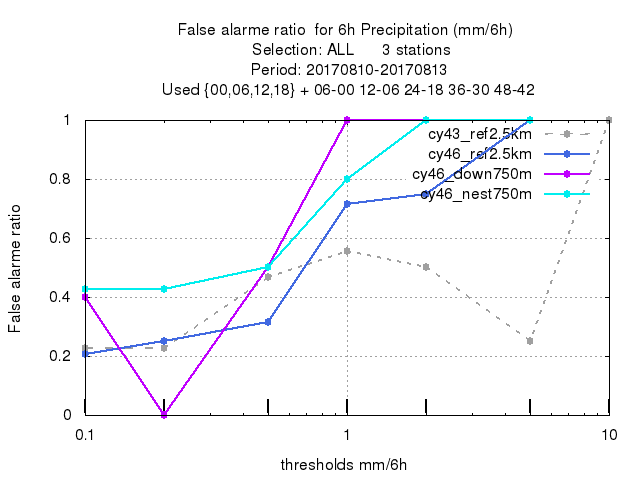 False alarme ratio  for 6h Precipitation (mm/6h)
Selection: ALL      3 stations
Period: 20170810-20170813
Used {00,06,12,18} + 06-00 12-06 24-18 36-30 48-42
1
0.8
0.6
0.4
0.2
0
False alarme ratio
cy43_ref2.5km
cy46_ref2.5km
cy46_down750m
cy46_nest750m
0.1
1
10
thresholds mm/6h